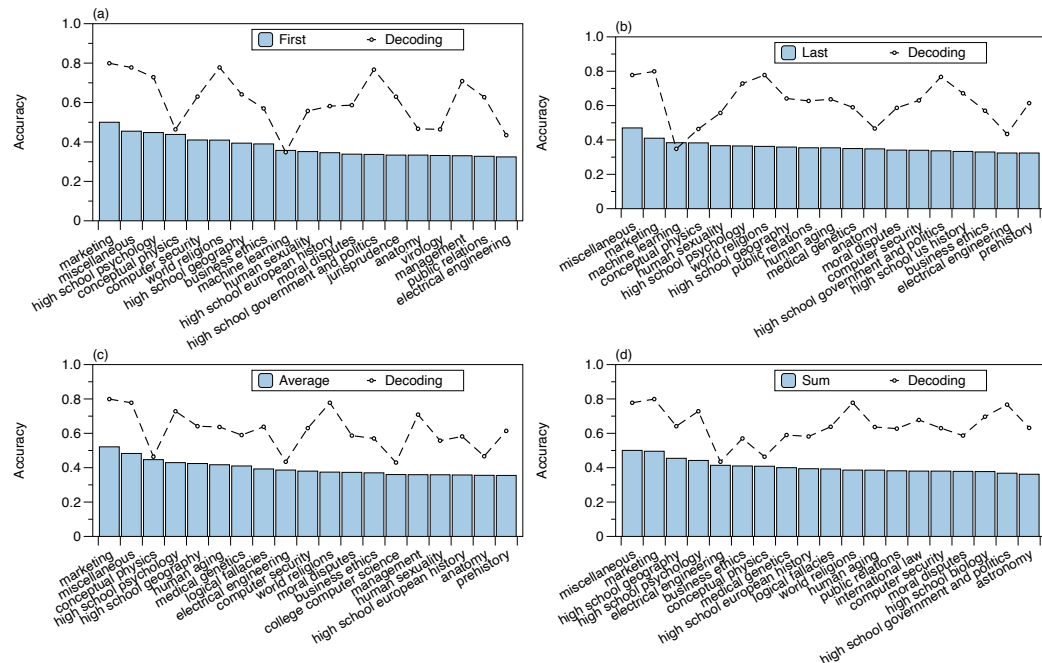 (a)
First
Decoding
Accuracy
1.0
0.8
0.6
0.4
0.2
0
marketing
miscellaneous
high school psychology
conceptual physics
computer security
world religions
high school geography
business ethics
machine learning
human sexuality
high school european history
moral disputes
high school government and politics
jurisprudence
anatomy
virology
management
public relations
electrical engineering
(b)
Last
Decoding
Accuracy
1.0
0.8
0.6
0.4
0.2
0
miscellaneous
marketing
machine learning
conceptual physics
human sexuality
high school psychology
world religions
high school geography
public relations
human aging
medical genetics
anatomy
moral disputes
computer security
high school government and politics
high school us history
business ethics
electrical engineering
prehistory
(c)
Average
Decoding
Accuracy
1.0
0.8
0.6
0.4
0.2
0
marketing
miscellaneous
conceptual physics
high school psychology
high school geography
human aging
medical genetics
logical fallacies
electrical engineering
computer security
world religions
moral disputes
business ethics
college computer science
management
human sexuality
high school european history
anatomy
prehistory
(d)
Sum
Decoding
Accuracy
1.0
0.8
0.6
0.4
0.2
0
miscellaneous
marketing
high school geography
high school psychology
electrical engineering
business ethics
conceptual physics
medical genetics
high school european history
logical fallacies
world religions
human aging
public relations
international law
computer security
moral disputes
high school biology
high school government and politics
astronomy